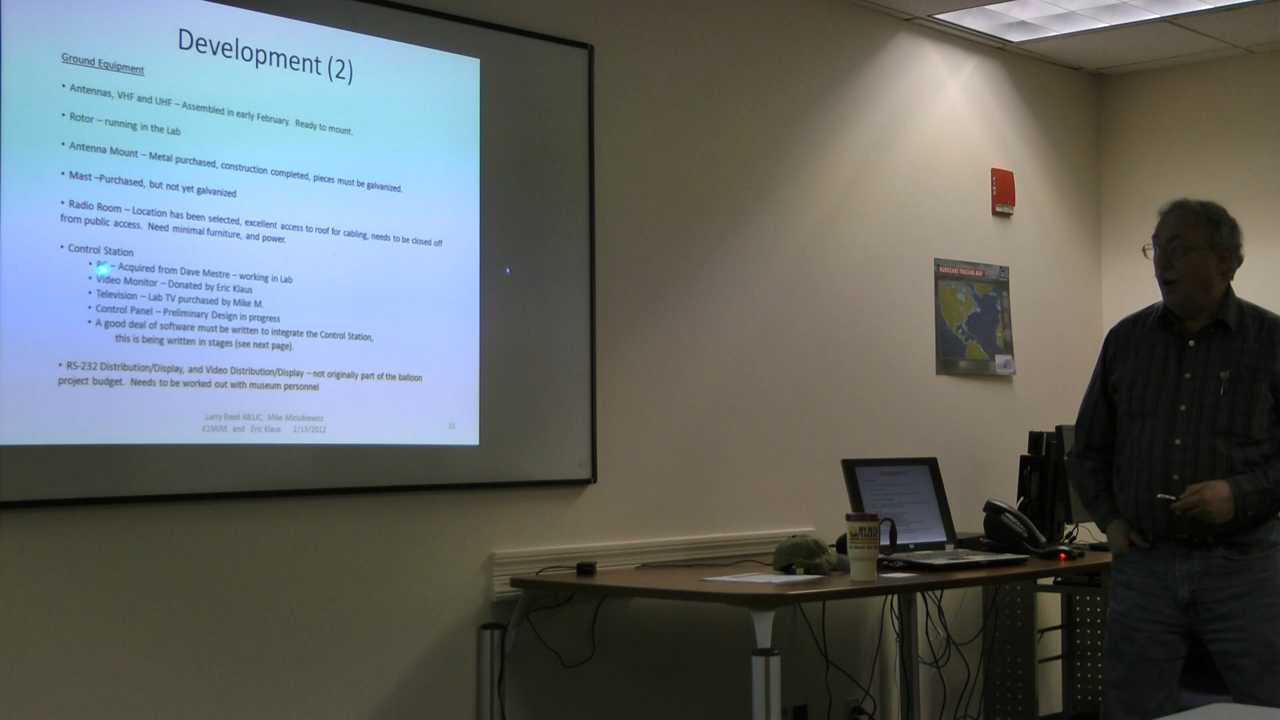 Development (2)
Ground Equipment
• Antennas, VHF and UHF – Assembled in early February. Ready to mount.
• Rotor – running in the Lab
• Antenna Mount – Metal purchased, construction completed, pieces must be galvanized.
• Mast –Purchased, but not yet galvanized
• Radio Room – Location has been selected, excellent access to roof for cabling, needs to be closed off
from public access. Need minimal furniture, and power.
• Control Station
• PC – Acquired from Dave Mestre – working in Lab
• Video Monitor – Donated by Eric Klaus
• Television – Lab TV purchased by Mike M.
• Control Panel – Preliminary Design in progress
• A good deal of software must be written to integrate the Control Station,
this is being written in stages (see next page).
• RS-232 Distribution/Display, and Video Distribution/Display – not originally part of the balloon
project budget. Needs to be worked out with museum personnel
Larry Reed AB1JC, Mike Miciukiewicz
K1MJM, and Eric Klaus 2/13/2012
15
FIRE
HURRICANE TRACKING MAP